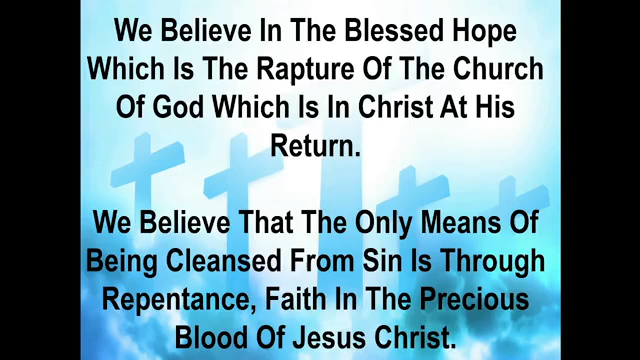 We Believe In The Blessed Hope
Which Is The Rapture Of The Church
Of God Which Is In Christ At His
Return.
We Believe That The Only Means Of
Being Cleansed From Sin Is Through
Repentance, Faith In The Precious
Blood Of Jesus Christ.